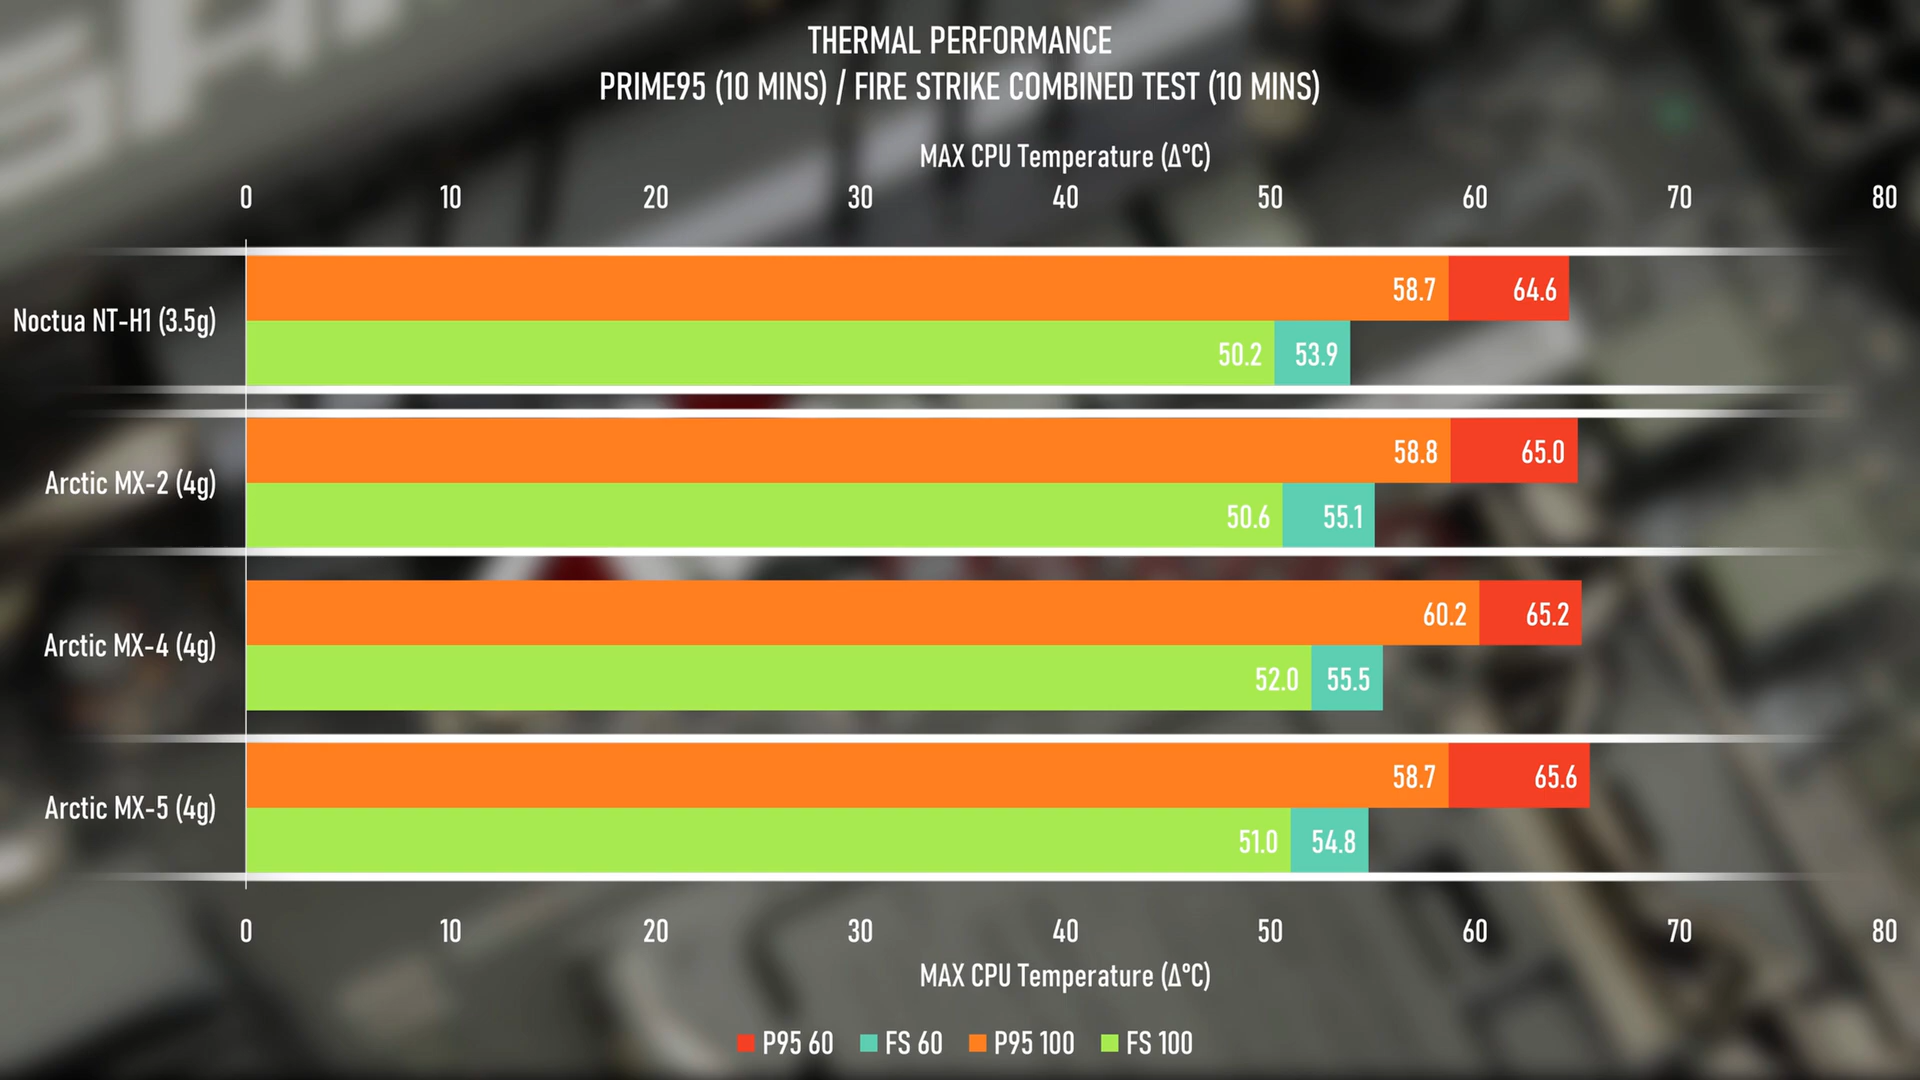 THERMAL PERFORMANCE
PRIME95 (10 MINS) / FIRE STRIKE COMBINED TEST (10 MINS)
MAX CPU Temperature (Δ°C)
0 10 20 30 40 50 60 70 80
Noctua NT-H1 (3.5g)
58.7 64.6
50.2 53.9
Arctic MX-2 (4g)
58.8 65.0
50.6 55.1
Arctic MX-4 (4g)
60.2 65.2
52.0 55.5
Arctic MX-5 (4g)
58.7 65.6
51.0 54.8
0 10 20 30 40 50 60 70 80
MAX CPU Temperature (Δ°C)
P95 60 FS 60 P95 100 FS 100